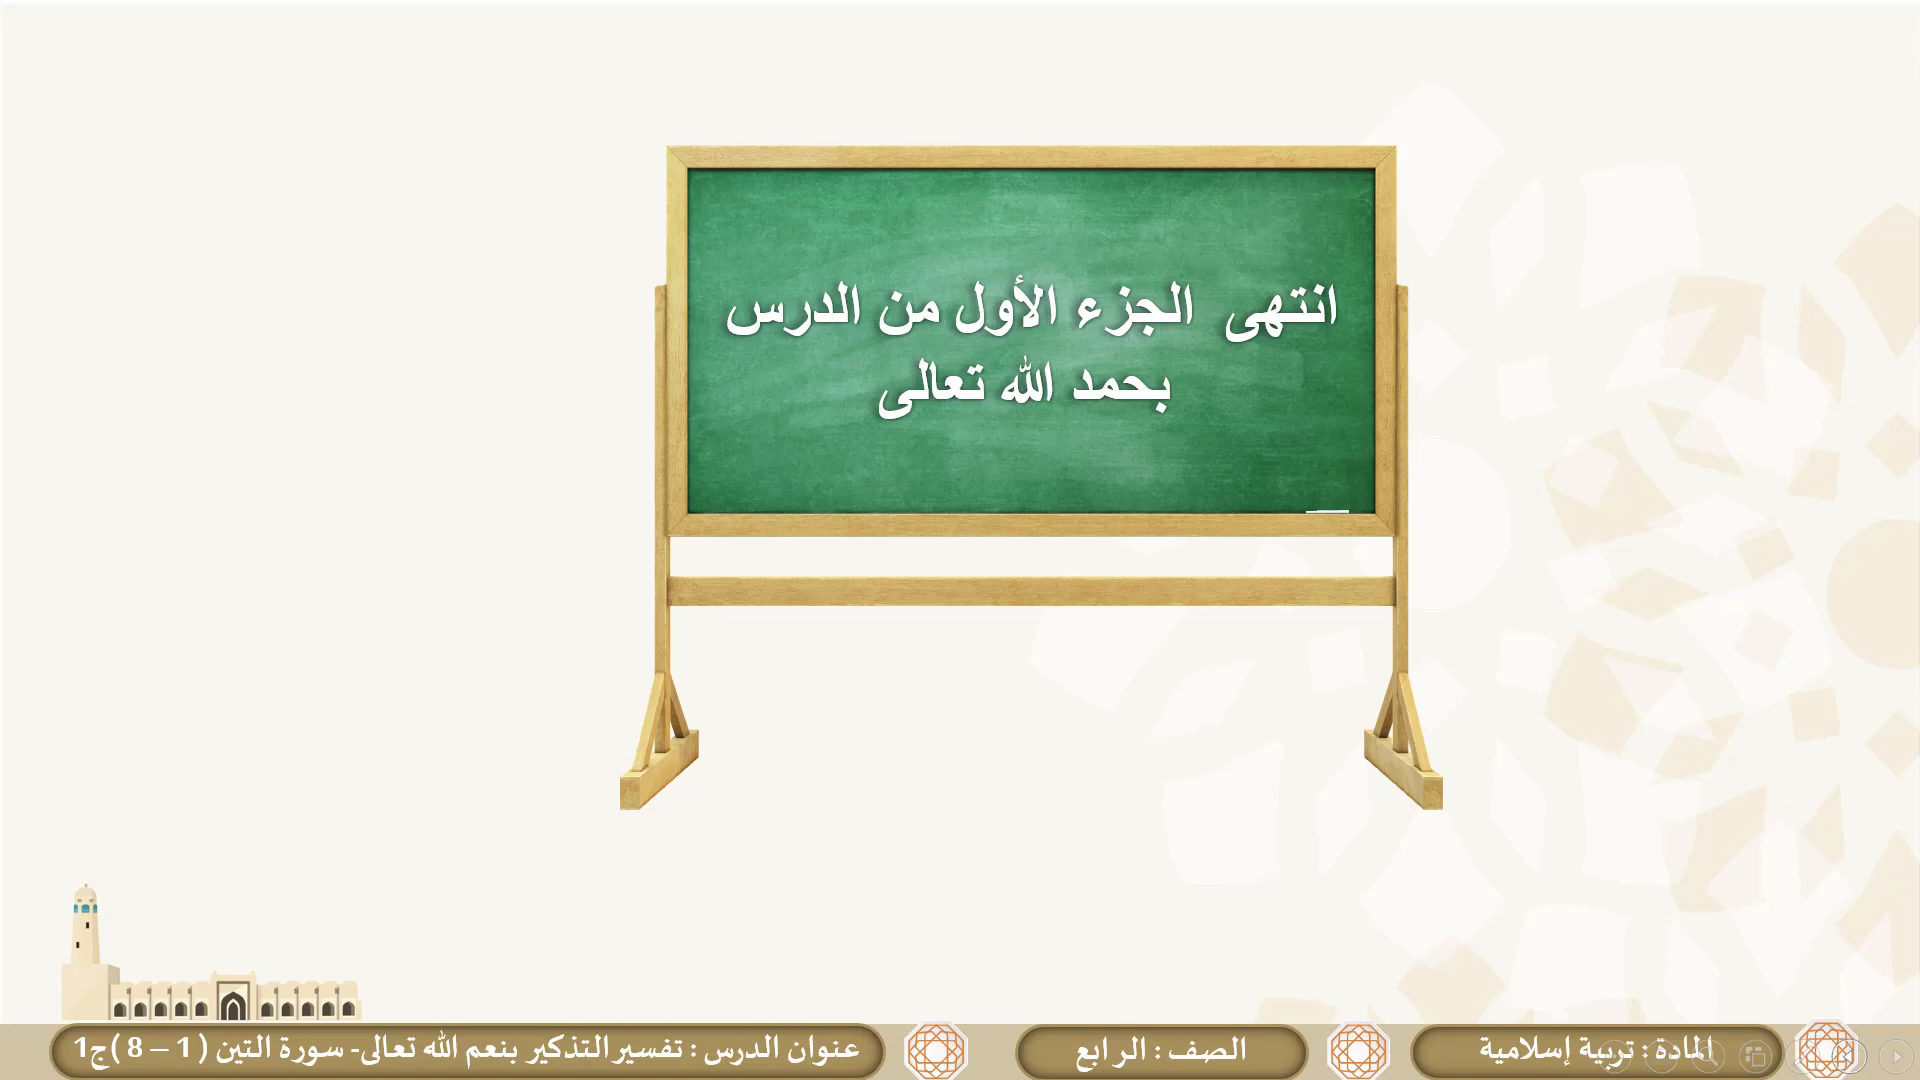 انتهى الجزء الأول من الدرس
بحمد الله تعالى
المادة : تربية إسلامية
الصف : الرابع
عنوان الدرس : تفسير التذكير بنعم الله تعالى- سورة التين ( 1 – 8 )ج1